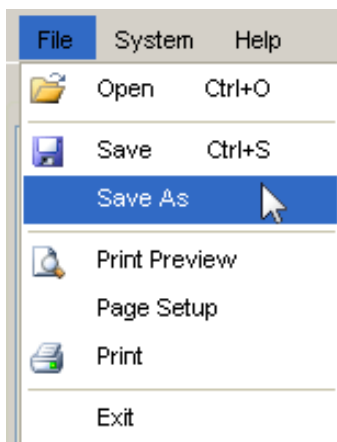 File System Help
Open Ctrl+O
Save Ctrl+S
Save As
Print Preview
Page Setup
Print
Exit